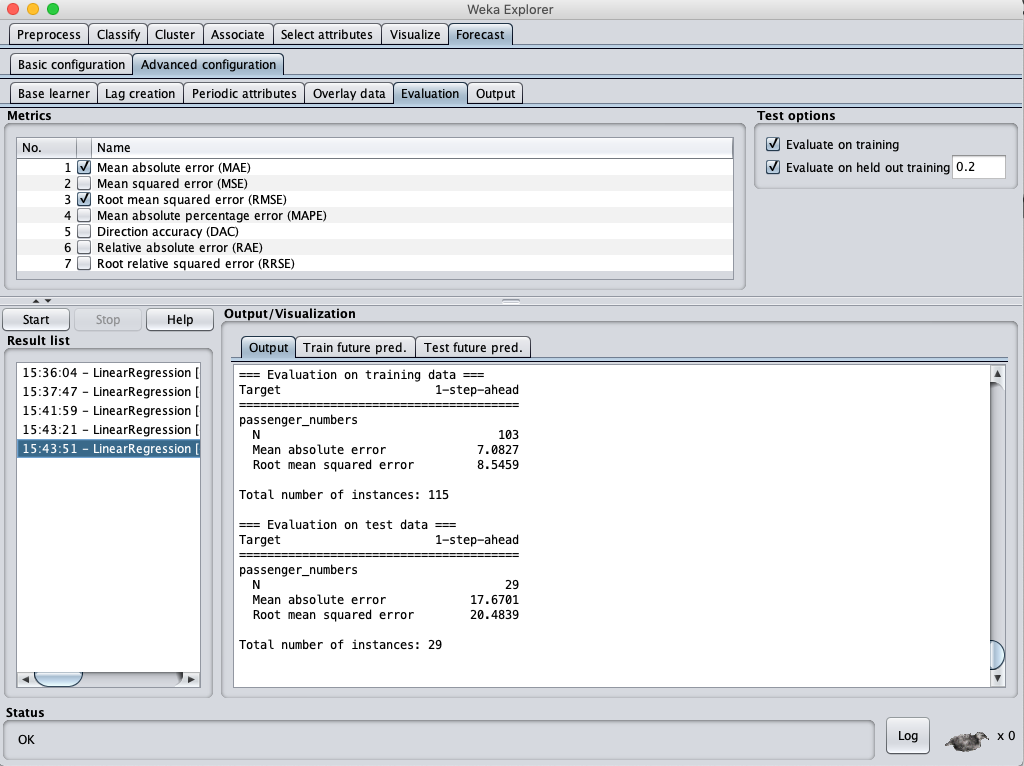 Weka Explorer
Preprocess Classify Cluster Associate Select attributes Visualize Forecast
Basic configuration Advanced configuration
Base learner Lag creation Periodic attributes Overlay data Evaluation Output
Metrics
No. Name
1 Mean absolute error (MAE)
2 Mean squared error (MSE)
3 Root mean squared error (RMSE)
4 Mean absolute percentage error (MAPE)
5 Direction accuracy (DAC)
6 Relative absolute error (RAE)
7 Root relative squared error (RRSE)
Test options
Evaluate on training
Evaluate on held out training 0.2
Start Stop Help
Result list
15:36:04 – LinearRegression [
15:37:47 – LinearRegression [
15:41:59 – LinearRegression [
15:43:21 – LinearRegression [
15:43:51 – LinearRegression [
Output/Visualization
Output Train future pred. Test future pred.
=== Evaluation on training data ===
Target 1-step-ahead
========================================
passenger_numbers
N 103
Mean absolute error 7.0827
Root mean squared error 8.5459
Total number of instances: 115
=== Evaluation on test data ===
Target 1-step-ahead
========================================
passenger_numbers
N 29
Mean absolute error 17.6701
Root mean squared error 20.4839
Total number of instances: 29
Status
OK
Log
x 0